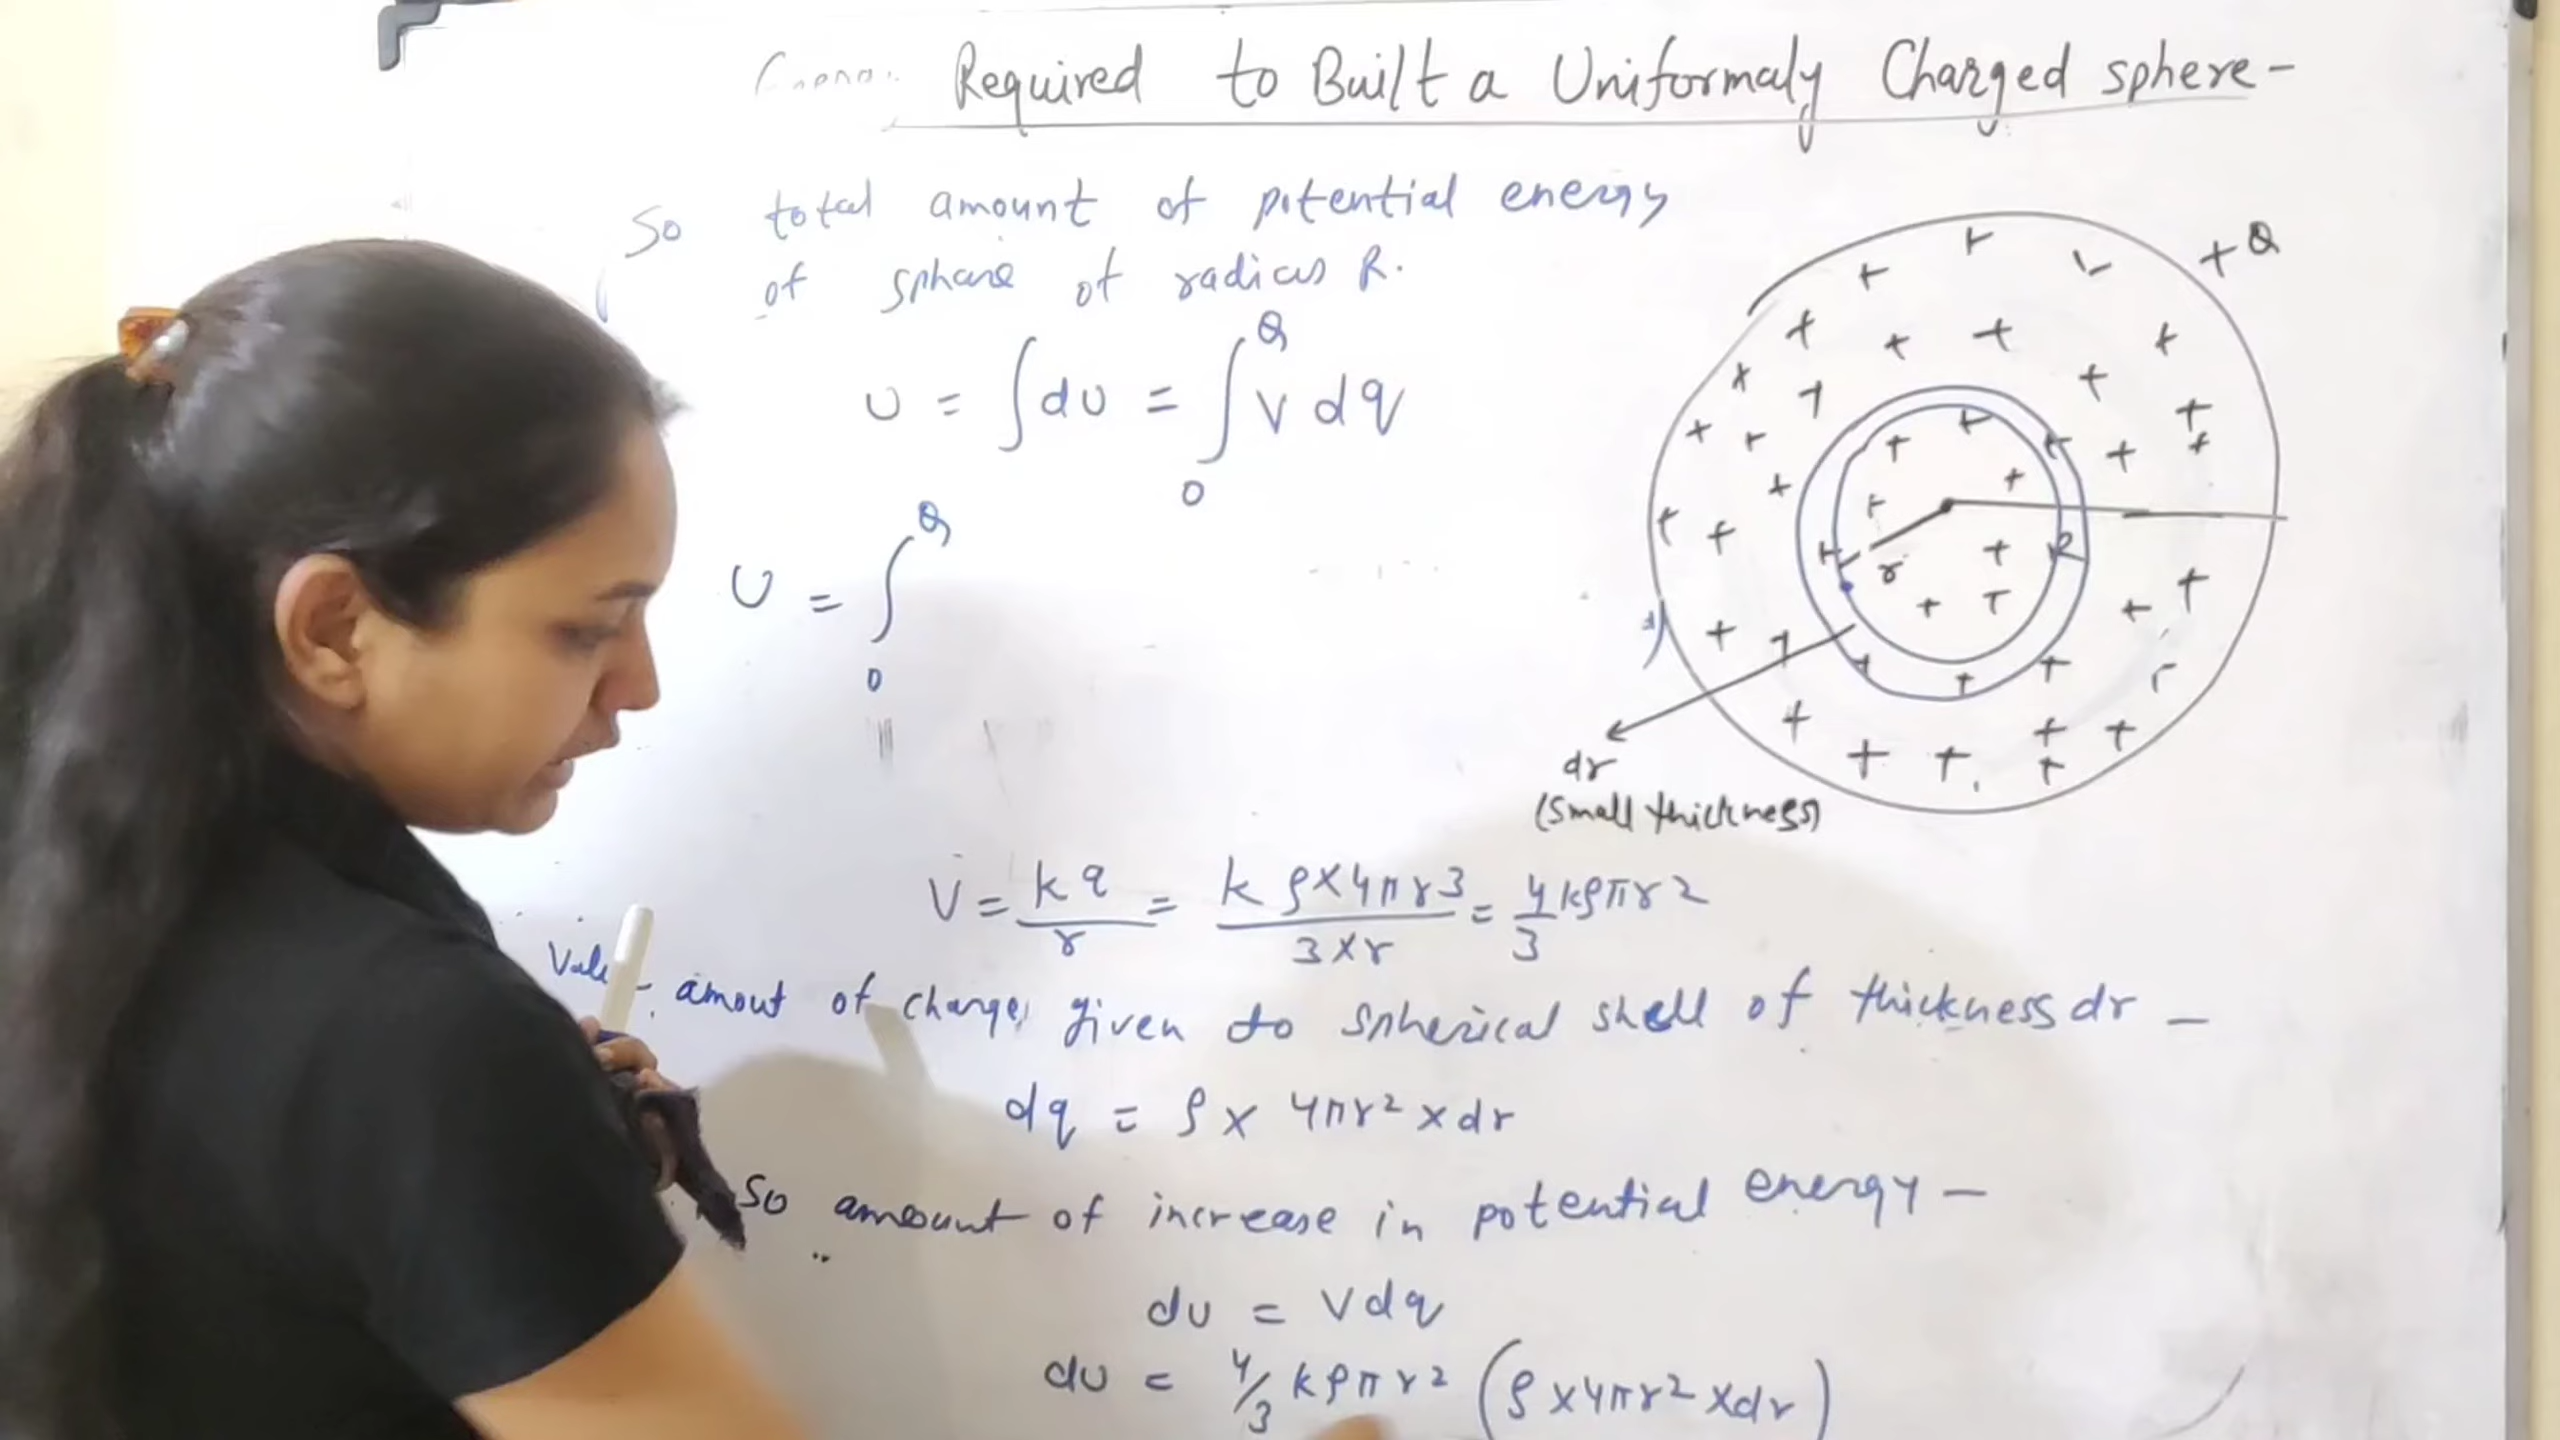 Required to Built a Uniformaly Charged sphere-
So total amount of potential energy
of sphare of radius R.
U = ∫dU = ∫₀^Q V dq
U = ∫₀^Q
+Q
R
r
dr
(Small thickness)
V = kq/r = k ρ×4πr3/3×r = 4/3 kρπr2
amout of charge given to spherical shell of thickness dr –
dq = ρ× 4πr² × dr
So amount of increase in potential energy –
dU = Vdq
dU = 4/3 kρπr² (ρ×4πr²×dr)